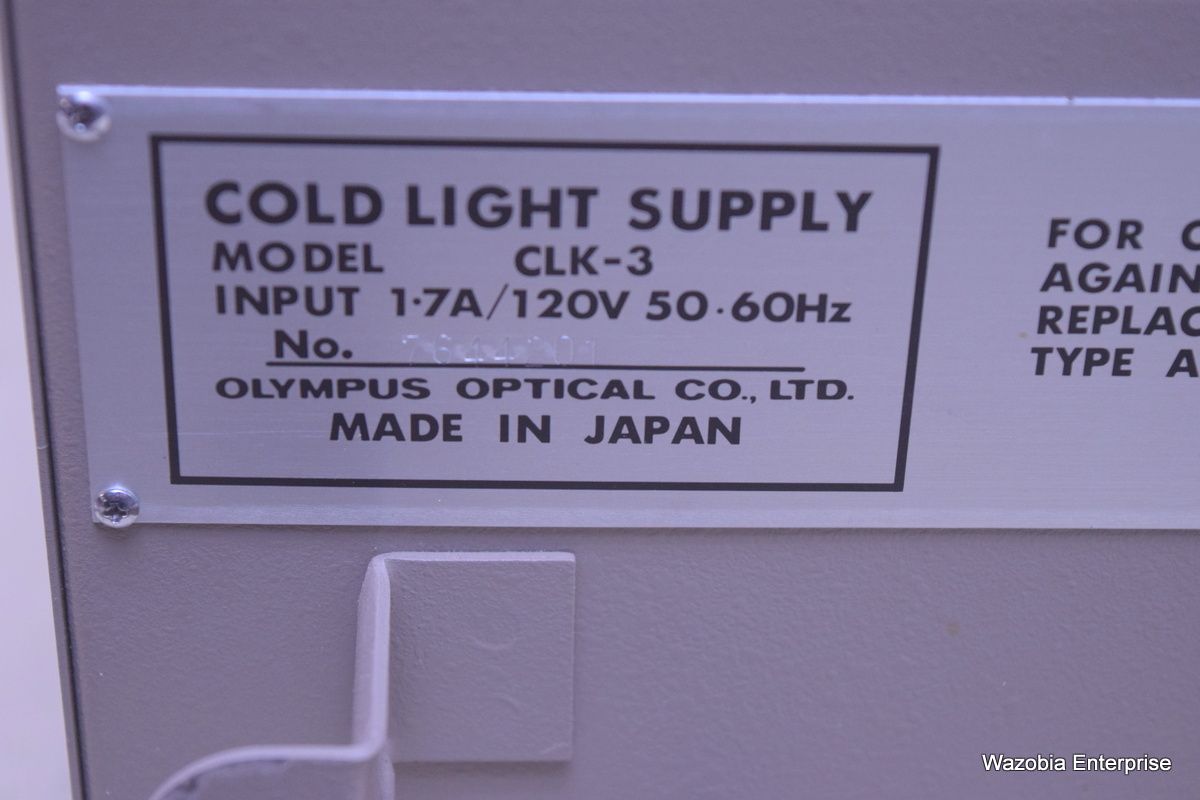 COLD LIGHT SUPPLY
MODEL CLK-3
INPUT 1·7A/120V 50·60Hz
No.
OLYMPUS OPTICAL CO., LTD.
MADE IN JAPAN
FOR
AGAIN
REPLAC
TYPE A
Wazobia Enterprise